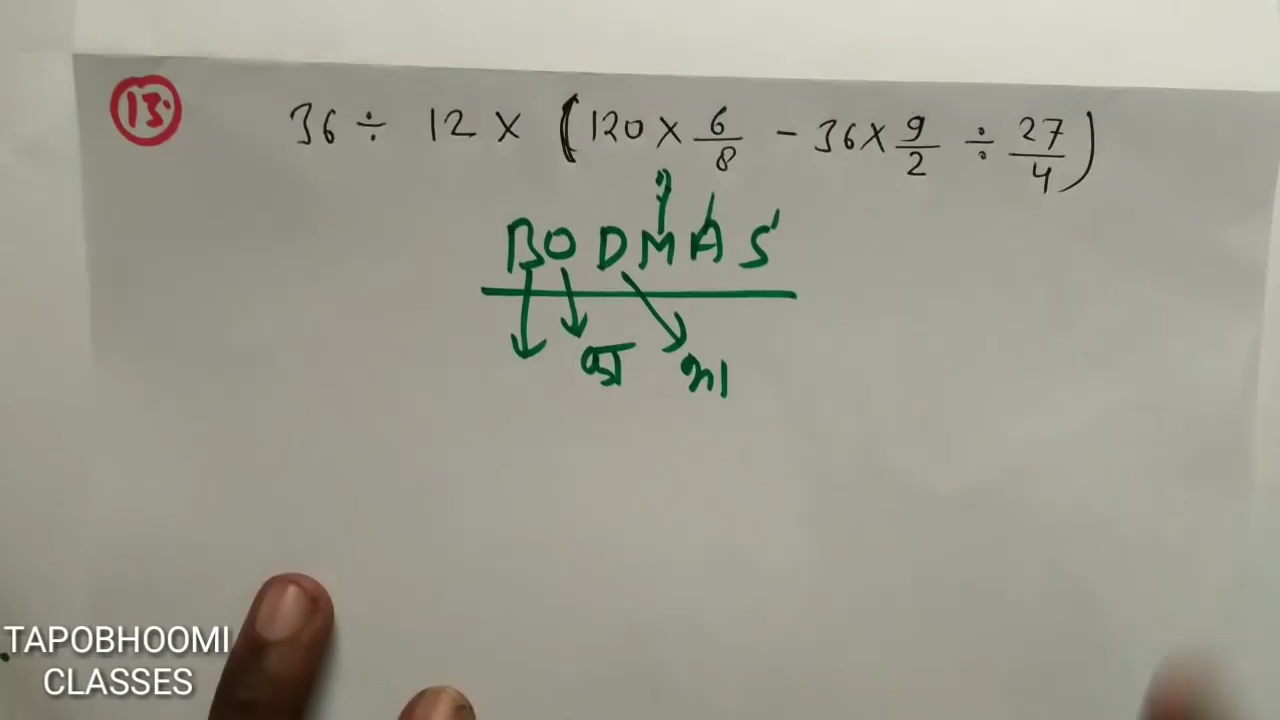 13. 36 ÷ 12 × (120 × 6/8 - 36 × 9/2 ÷ 27/4)
BODMAS
का भा
TAPOBHOOMI
CLASSES